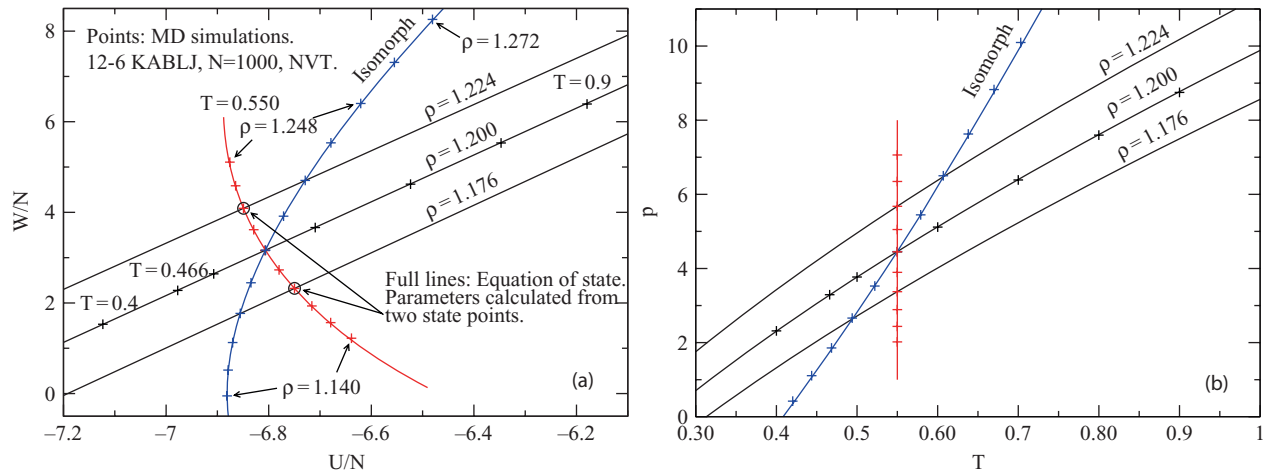 Points: MD simulations.
12-6 KABLJ, N=1000, NVT.
Isomorph
ρ=1.272
T=0.550
ρ=1.248
ρ=1.224
T=0.9
ρ=1.200
ρ=1.176
T=0.466
T=0.4
Full lines: Equation of state.
Parameters calculated from
two state points.
ρ=1.140
(a)
8
6
4
2
0
W/N
−7.2
−7
−6.8
−6.6
−6.4
−6.2
U/N
Isomorph
ρ=1.224
ρ=1.200
ρ=1.176
(b)
10
8
6
4
2
0
p
0.30
0.4
0.5
0.6
0.7
0.8
0.9
1
T